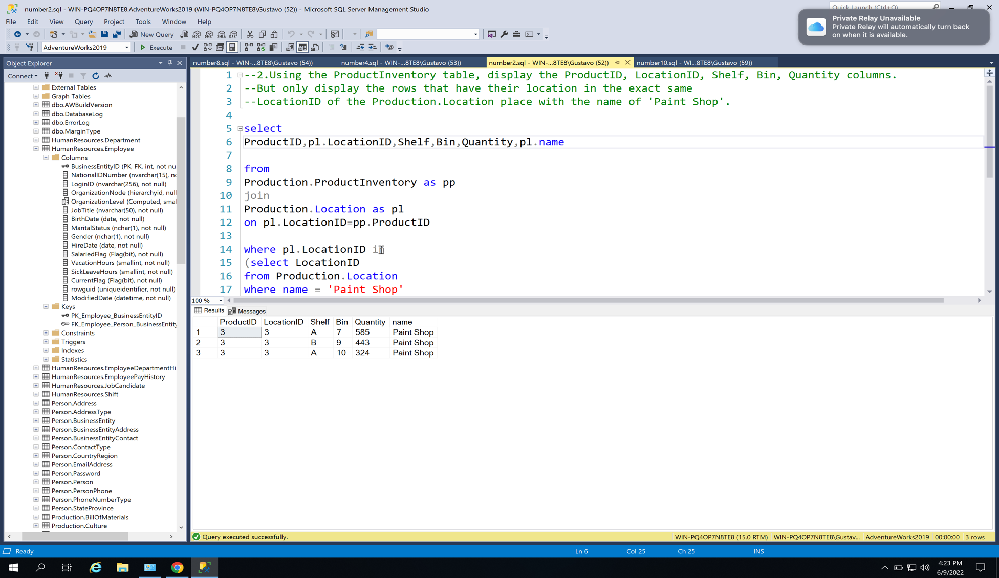 number2.sql - WIN-PQ4OP7N8TE8.AdventureWorks2019 (WIN-PQ4OP7N8TE8\Gustavo (52)) - Microsoft SQL Server Management Studio
Quick Launch (Ctrl+Q)
Private Relay Unavailable
Private Relay will automatically turn back
on when it is available.
File Edit View Query Project Tools Window Help
New Query
MDX DMX XMLA DAX
AdventureWorks2019
Execute
Object Explorer
number8.sql - WIN-...8TE8\Gustavo (54))
number4.sql - WIN-...8TE8\Gustavo (53))
number2.sql - WIN-...8TE8\Gustavo (52))
number10.sql - WI...8TE8\Gustavo (59))
Connect
External Tables
Graph Tables
dbo.AWBuildVersion
dbo.DatabaseLog
dbo.ErrorLog
dbo.MarginType
HumanResources.Department
HumanResources.Employee
Columns
BusinessEntityID (PK, FK, int, not nu
NationalIDNumber (nvarchar(15), n
LoginID (nvarchar(256), not null)
OrganizationNode (hierarchyid, null
OrganizationLevel (Computed, sma
JobTitle (nvarchar(50), not null)
BirthDate (date, not null)
MaritalStatus (nchar(1), not null)
Gender (nchar(1), not null)
HireDate (date, not null)
SalariedFlag (Flag(bit), not null)
VacationHours (smallint, not null)
SickLeaveHours (smallint, not null)
CurrentFlag (Flag(bit), not null)
rowguid (uniqueidentifier, not null)
ModifiedDate (datetime, not null)
Keys
PK_Employee_BusinessEntityID
FK_Employee_Person_BusinessEntity
Constraints
Triggers
Indexes
Statistics
HumanResources.EmployeeDepartmentHi
HumanResources.EmployeePayHistory
HumanResources.JobCandidate
HumanResources.Shift
Person.Address
Person.AddressType
Person.BusinessEntity
Person.BusinessEntityAddress
Person.BusinessEntityContact
Person.ContactType
Person.CountryRegion
Person.EmailAddress
Person.Password
Person.Person
Person.PersonPhone
Person.PhoneNumberType
Person.StateProvince
Production.BillOfMaterials
Production.Culture
1 --2.Using the ProductInventory table, display the ProductID, LocationID, Shelf, Bin, Quantity columns.
2 --But only display the rows that have their location in the exact same
3 --LocationID of the Production.Location place with the name of 'Paint Shop'.
4
5 select
6 ProductID,pl.LocationID,Shelf,Bin,Quantity,pl.name
7
8 from
9 Production.ProductInventory as pp
10 join
11 Production.Location as pl
12 on pl.LocationID=pp.ProductID
13
14 where pl.LocationID in
15 (select LocationID
16 from Production.Location
17 where name = 'Paint Shop'
100 %
Results Messages
ProductID LocationID Shelf Bin Quantity name
1 3 3 A 7 585 Paint Shop
2 3 3 B 9 443 Paint Shop
3 3 3 A 10 324 Paint Shop
Query executed successfully.
WIN-PQ4OP7N8TE8 (15.0 RTM) WIN-PQ4OP7N8TE8\Gustav... AdventureWorks2019 00:00:00 3 rows
Ready
Ln 6 Col 25 Ch 25 INS
4:23 PM
6/9/2022